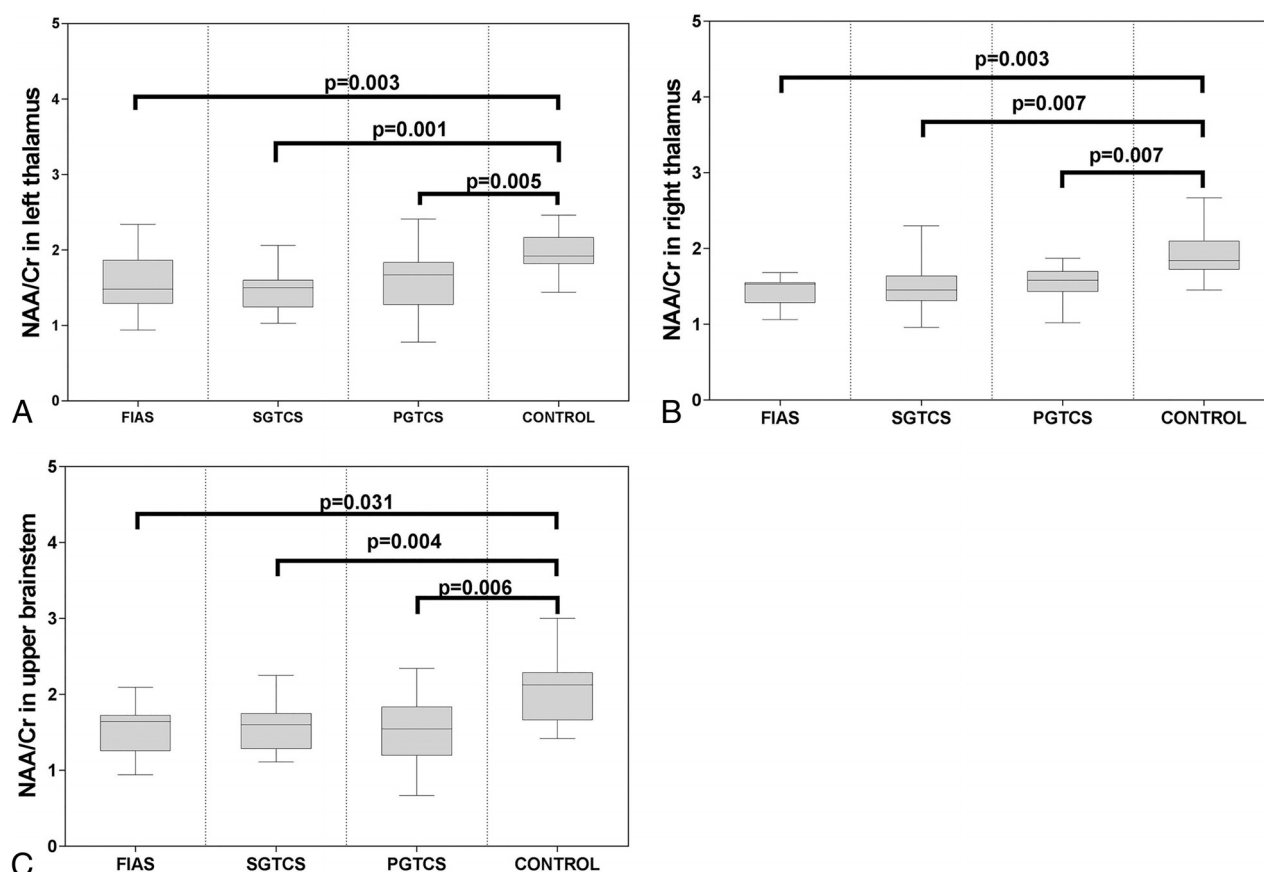 NAA/Cr in left thalamus
5
4
3
2
1
0
p=0.003
p=0.001
p=0.005
FIAS SGTCS PGTCS CONTROL
A
NAA/Cr in right thalamus
5
4
3
2
1
0
p=0.003
p=0.007
p=0.007
FIAS SGTCS PGTCS CONTROL
B
NAA/Cr in upper brainstem
5
4
3
2
1
0
p=0.031
p=0.004
p=0.006
FIAS SGTCS PGTCS CONTROL
C